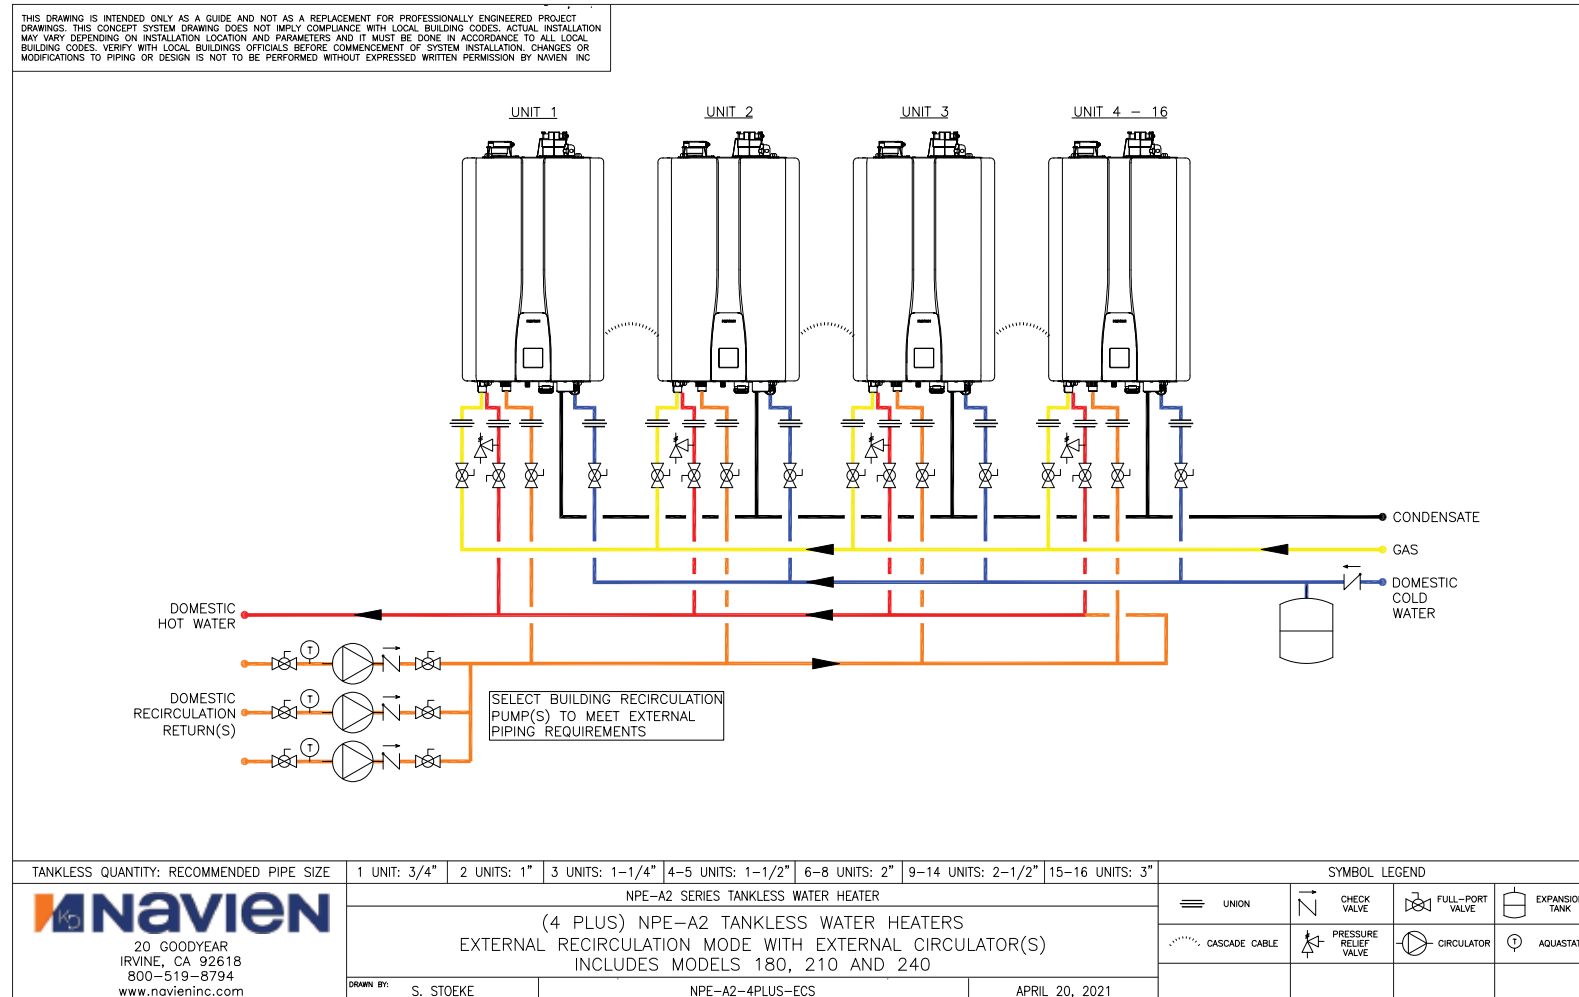 THIS DRAWING IS INTENDED ONLY AS A GUIDE AND NOT AS A REPLACEMENT FOR PROFESSIONALLY ENGINEERED PROJECT
DRAWINGS. THIS CONCEPT SYSTEM DRAWING DOES NOT IMPLY COMPLIANCE WITH LOCAL BUILDING CODES. ACTUAL INSTALLATION
MAY VARY DEPENDING ON INSTALLATION LOCATION AND PARAMETERS AND IT MUST BE DONE IN ACCORDANCE TO ALL LOCAL
BUILDING CODES. VERIFY WITH LOCAL BUILDINGS OFFICIALS BEFORE COMMENCEMENT OF SYSTEM INSTALLATION. CHANGES OR
MODIFICATIONS TO PIPING OR DESIGN IS NOT TO BE PERFORMED WITHOUT EXPRESSED WRITTEN PERMISSION BY NAVIEN INC
UNIT 1
UNIT 2
UNIT 3
UNIT 4 - 16
CONDENSATE
GAS
DOMESTIC
COLD
WATER
DOMESTIC
HOT WATER
T
T
T
DOMESTIC
RECIRCULATION
RETURN(S)
SELECT BUILDING RECIRCULATION
PUMP(S) TO MEET EXTERNAL
PIPING REQUIREMENTS
TANKLESS QUANTITY: RECOMMENDED PIPE SIZE
1 UNIT: 3/4"
2 UNITS: 1"
3 UNITS: 1-1/4"
4-5 UNITS: 1-1/2"
6-8 UNITS: 2"
9-14 UNITS: 2-1/2"
15-16 UNITS: 3"
SYMBOL LEGEND
KD NAVIEN
20 GOODYEAR
IRVINE, CA 92618
800-519-8794
www.navieninc.com
NPE-A2 SERIES TANKLESS WATER HEATER
(4 PLUS) NPE-A2 TANKLESS WATER HEATERS
EXTERNAL RECIRCULATION MODE WITH EXTERNAL CIRCULATOR(S)
INCLUDES MODELS 180, 210 AND 240
DRAWN BY:
S. STOEKE
NPE-A2-4PLUS-ECS
APRIL 20, 2021
UNION
CHECK
VALVE
FULL-PORT
VALVE
EXPANSION
TANK
CASCADE CABLE
PRESSURE
RELIEF
VALVE
CIRCULATOR
T
AQUASTAT